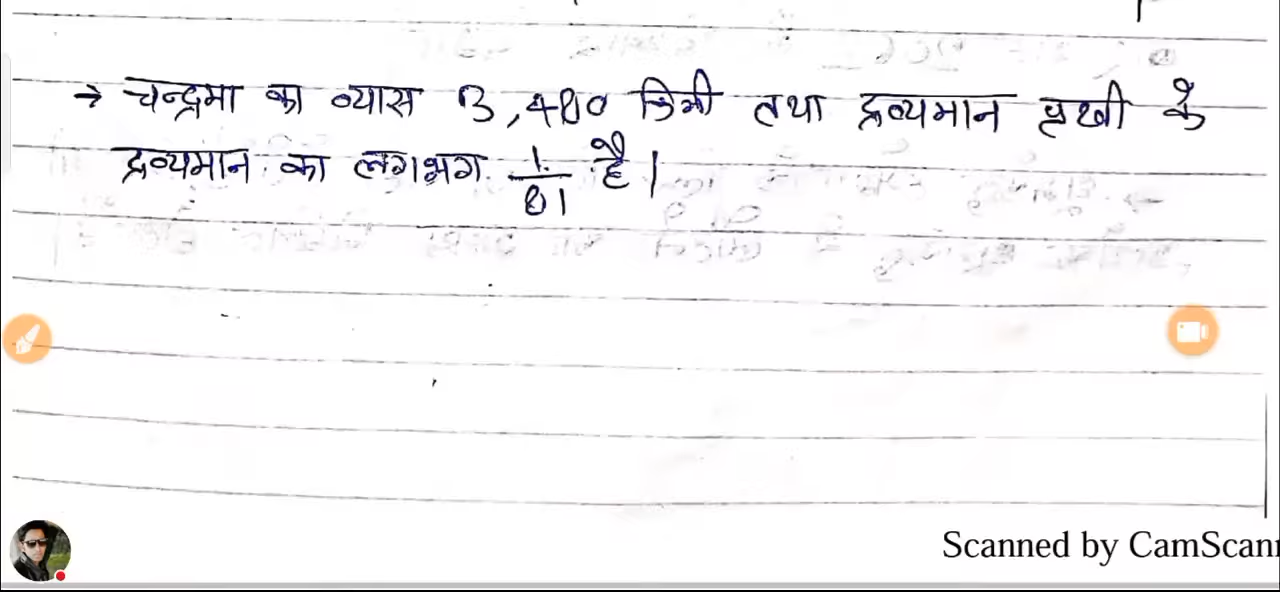 → चन्द्रमा का व्यास 3,480 किमी तथा द्रव्यमान पृथ्वी के
द्रव्यमान का लगभग 1/81 है।
Scanned by CamScann